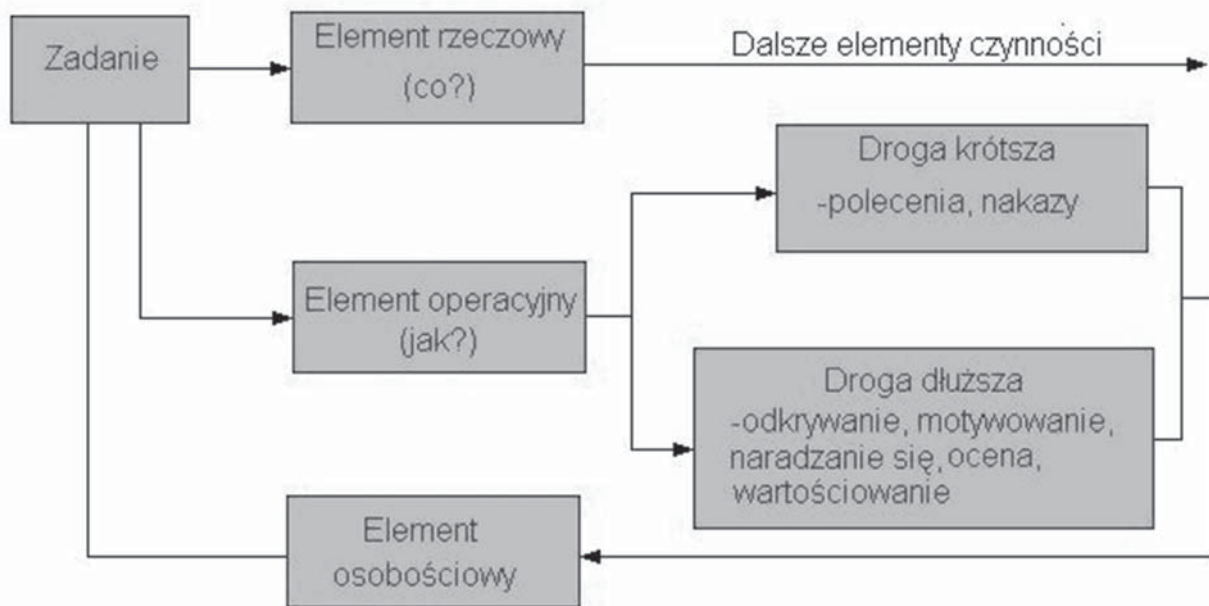 Zadanie
Element rzeczowy
(co?)
Dalsze elementy czynności
Droga krótsza
-polecenia, nakazy
Element operacyjny
(jak?)
Droga dłuższa
-odkrywanie, motywowanie,
naradzanie się, ocena,
wartościowanie
Element
osobościowy